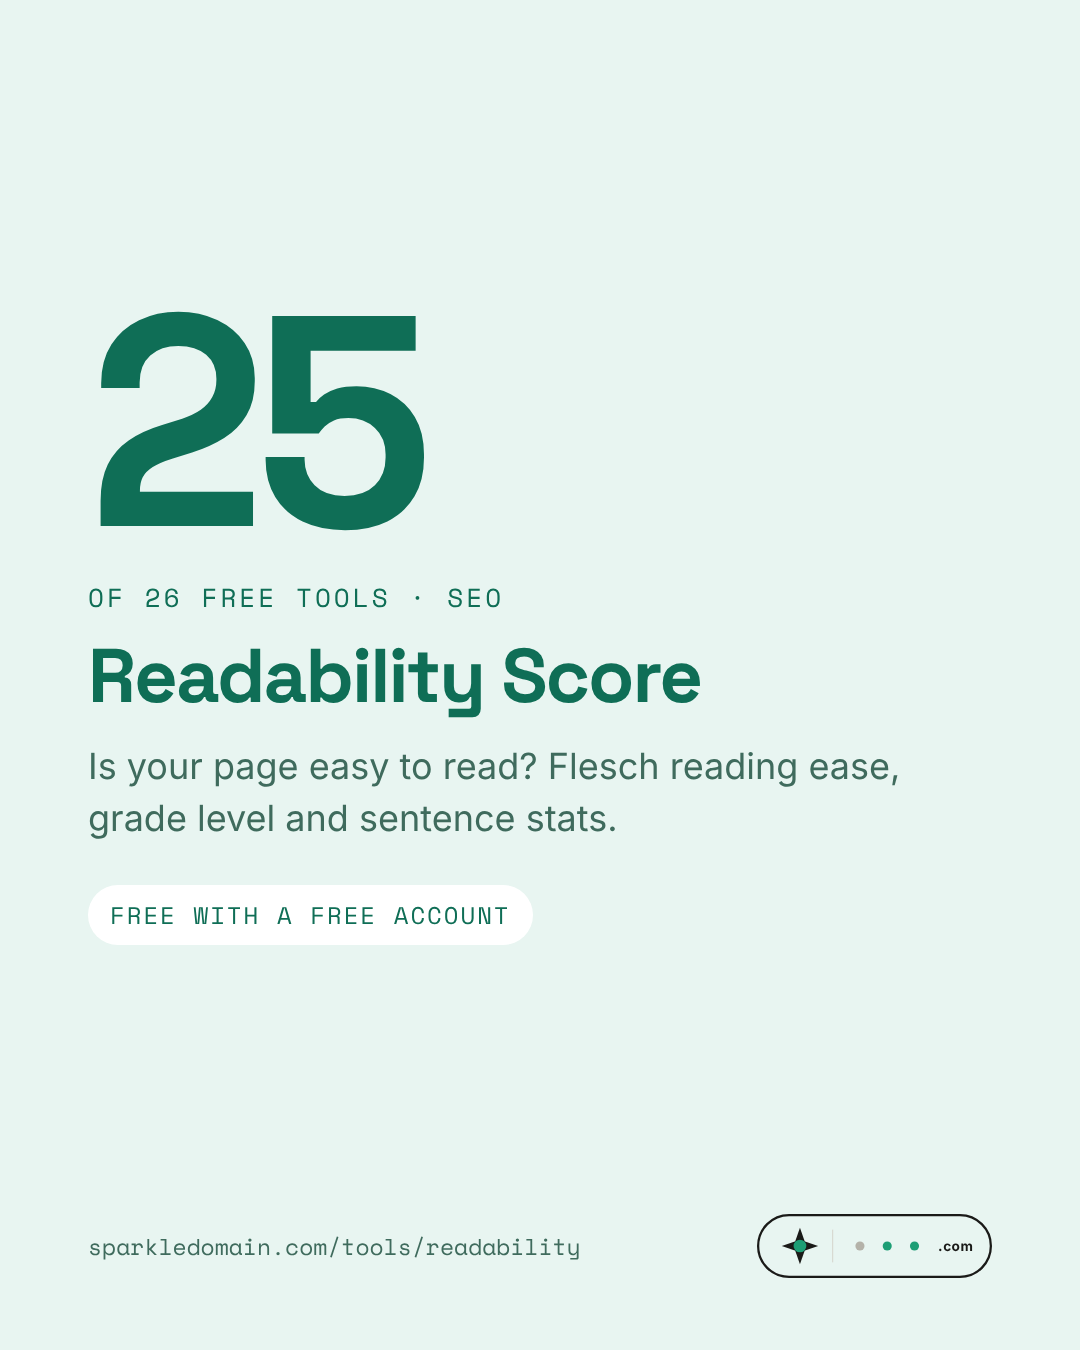 25
OF 26 FREE TOOLS · SEO
Readability Score
Is your page easy to read? Flesch reading ease,
grade level and sentence stats.
FREE WITH A FREE ACCOUNT
sparkledomain.com/tools/readability
.com